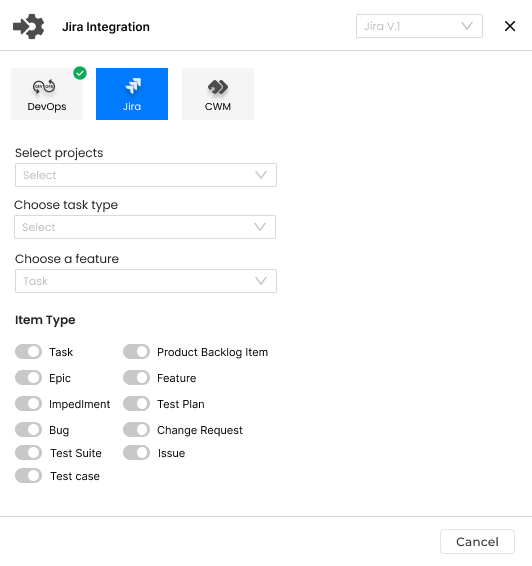 Jira Integration
Jira V.1
DevOps
Jira
CWM
Select projects
Select
Choose task type
Select
Choose a feature
Task
Item Type
Task
Product Backlog Item
Epic
Feature
Impediment
Test Plan
Bug
Change Request
Test Suite
Issue
Test case
Cancel